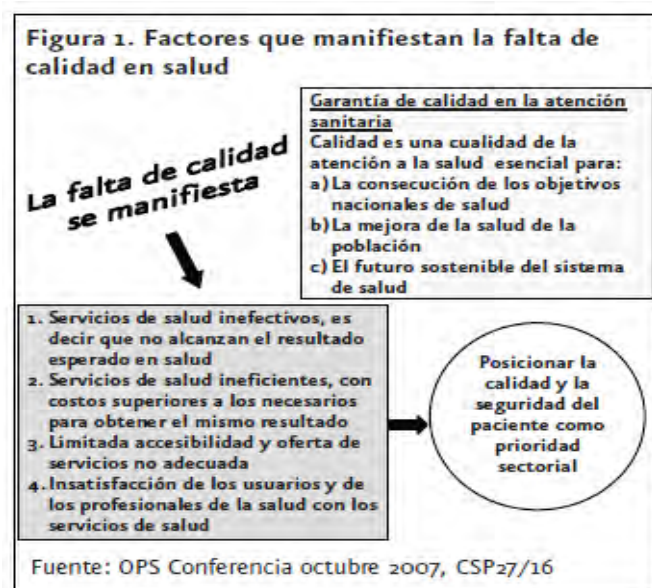 Figura 1. Factores que manifiestan la falta de
calidad en salud
La falta de calidad
se manifiesta
Garantía de calidad en la atención
sanitaria
Calidad es una cualidad de la
atención a la salud esencial para:
a) La consecución de los objetivos
nacionales de salud
b) La mejora de la salud de la
población
c) El futuro sostenible del sistema
de salud
1. Servicios de salud inefectivos, es
decir que no alcanzan el resultado
esperado en salud
2. Servicios de salud ineficientes, con
costos superiores a los necesarios
para obtener el mismo resultado
3. Limitada accesibilidad y oferta de
servicios no adecuada
4. Insatisfacción de los usuarios y de
los profesionales de la salud con los
servicios de salud
Posicionar la
calidad y la
seguridad del
paciente como
prioridad
sectorial
Fuente: OPS Conferencia octubre 2007, CSP27/16